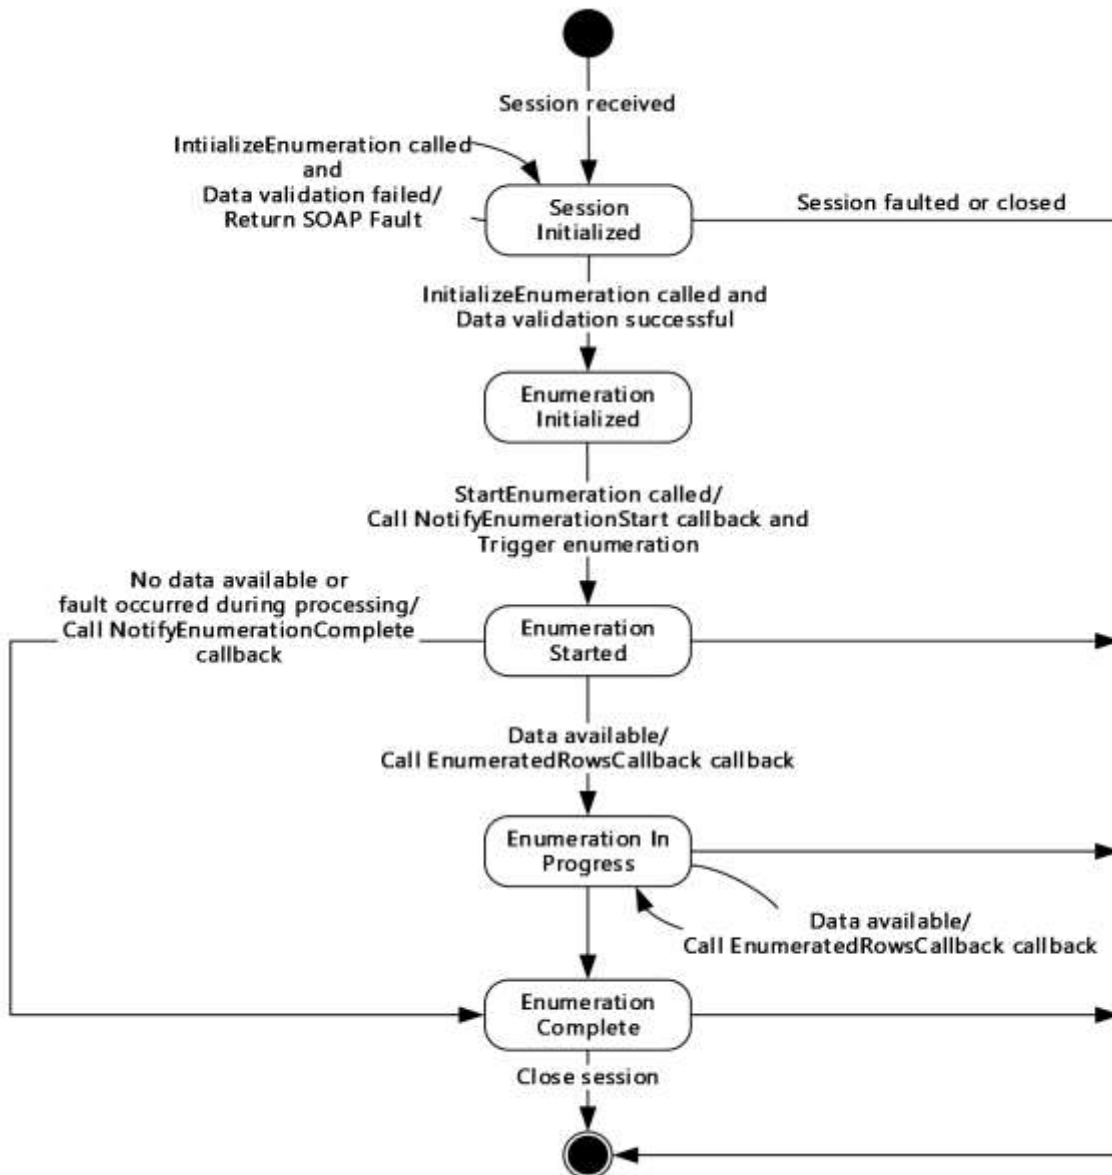 Session received
IntiializeEnumeration called
and
Data validation failed/
Return SOAP Fault
Session
Initialized
Session faulted or closed
InitializeEnumeration called and
Data validation successful
Enumeration
Initialized
StartEnumeration called/
Call NotifyEnumerationStart callback and
Trigger enumeration
No data available or
fault occurred during processing/
Call NotifyEnumerationComplete
callback
Enumeration
Started
Data available/
Call EnumeratedRowsCallback callback
Enumeration In
Progress
Data available/
Call EnumeratedRowsCallback callback
Enumeration
Complete
Close session